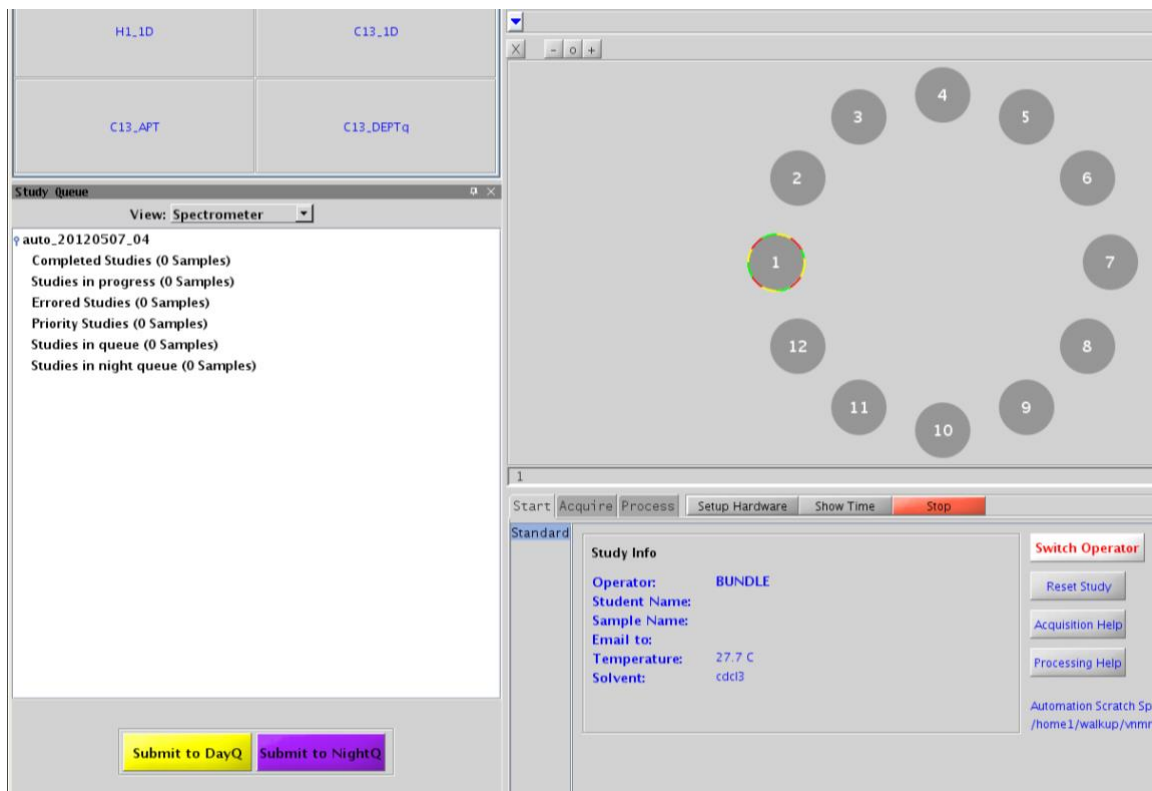 H1_1D
C13_1D
C13_APT
C13_DEPTq
Study Queue
View: Spectrometer
auto_20120507_04
Completed Studies (0 Samples)
Studies in progress (0 Samples)
Errored Studies (0 Samples)
Priority Studies (0 Samples)
Studies in queue (0 Samples)
Studies in night queue (0 Samples)
Submit to DayQ
Submit to NightQ
X - o +
4
3
5
2
6
1
7
12
8
11
9
10
1
Start Acquire Process Setup Hardware Show Time Stop
Standard
Study Info
Operator: BUNDLE
Student Name:
Sample Name:
Email to:
Temperature: 27.7 C
Solvent: cdcl3
Switch Operator
Reset Study
Acquisition Help
Processing Help
Automation Scratch Sp
/home1/walkup/vnmr